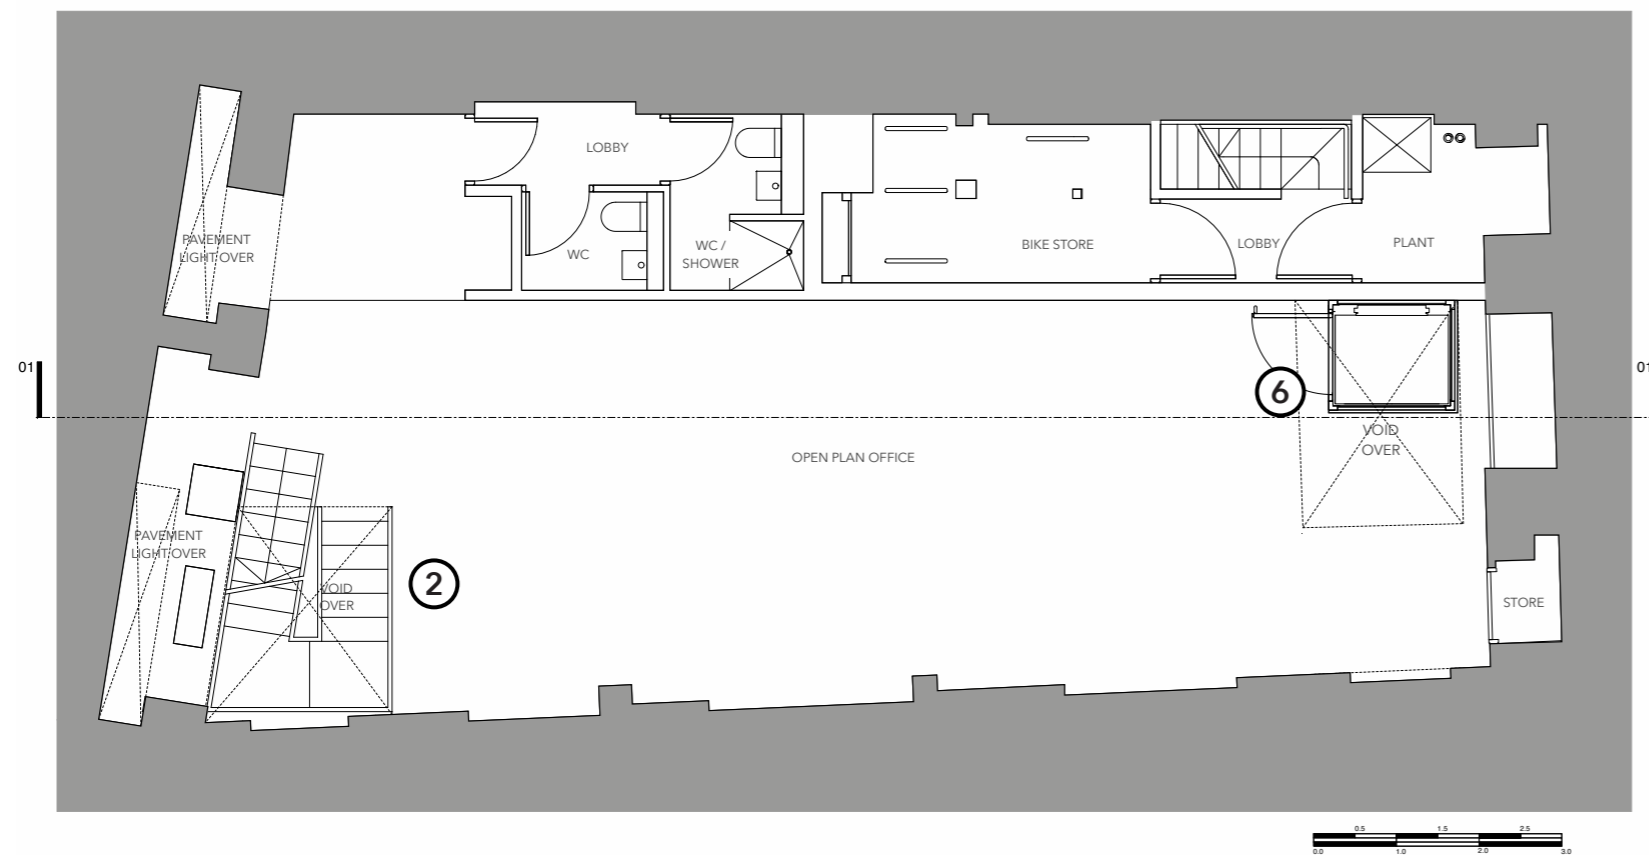 LOBBY
PAVEMENT
LIGHT OVER
WC
WC /
SHOWER
BIKE STORE
LOBBY
PLANT
01
01
6
VOID
OVER
OPEN PLAN OFFICE
PAVEMENT
LIGHT OVER
2
VOID
OVER
STORE
0.5 1.5 2.5
0.0 1.0 2.0 3.0